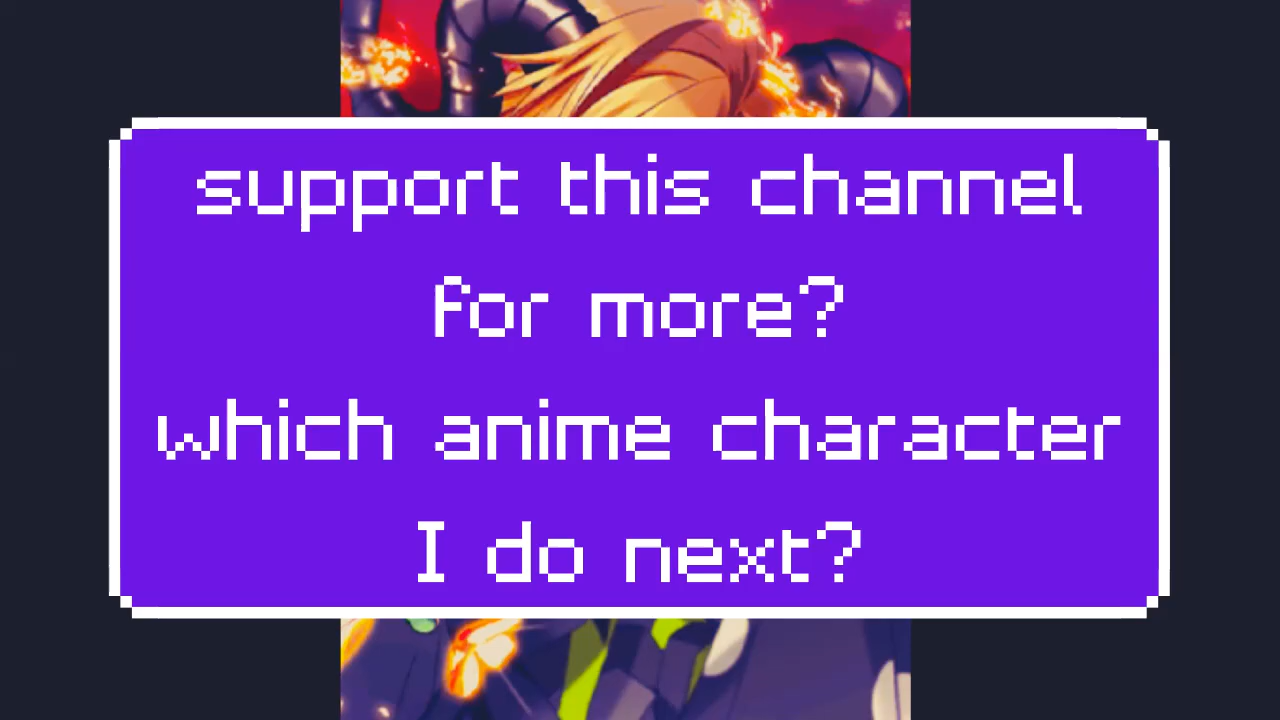 support this channel
for more?
which anime character
I do next?